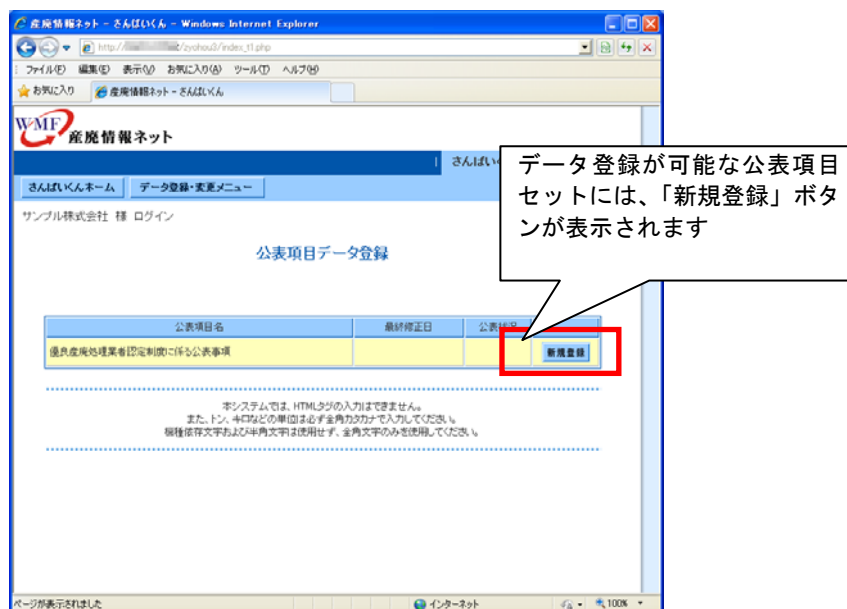 産廃情報ネット - さんぱいくん - Windows Internet Explorer
http://
/zyohou3/index_t1.php
ファイル(F) 編集(E) 表示(V) お気に入り(A) ツール(T) ヘルプ(H)
お気に入り 産廃情報ネット - さんぱいくん
WMF
産廃情報ネット
| さんぱいく
さんぱいくんホーム データ登録・変更メニュー
サンプル株式会社 様 ログイン
データ登録が可能な公表項目
セットには、「新規登録」ボタ
ンが表示されます
公表項目データ登録
公表項目名 最終修正日 公表状況
優良産廃処理業者認定制度に係る公表事項 新規登録
本システムでは、HTMLタグの入力はできません。
また、トン、キロなどの単位は必ず全角カタカナで入力してください。
機種依存文字および半角文字は使用せず、全角文字のみを使用してください。
ページが表示されました インターネット 100%